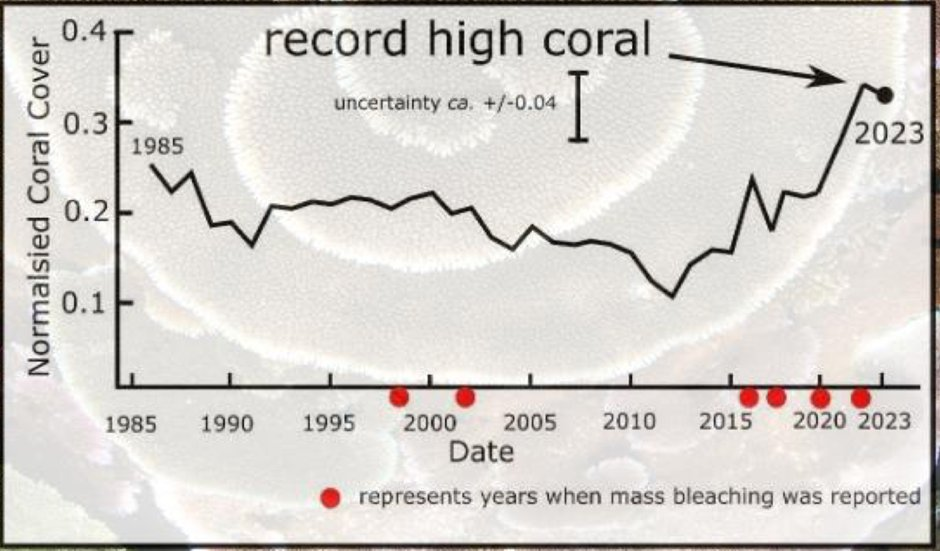 0.4
record high coral
uncertainty ca. +/-0.04
0.3
1985
2023
0.2
0.1
Normalsied Coral Cover
1985 1990 1995 2000 2005 2010 2015 2020 2023
Date
represents years when mass bleaching was reported